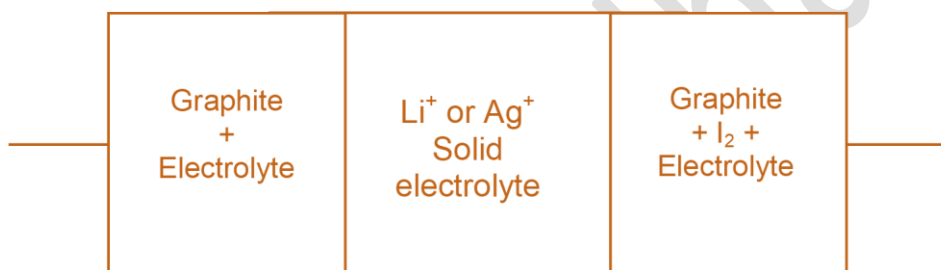 Graphite
+
Electrolyte
Li⁺ or Ag⁺
Solid
electrolyte
Graphite
+ I₂ +
Electrolyte